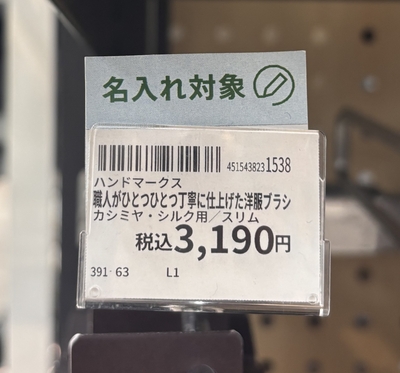 名入れ対象
4515438231538
ハンドマークス
職人がひとつひとつ丁寧に仕上げた洋服ブラシ
カシミヤ・シルク用／スリム
税込3,190円
391-63 L1